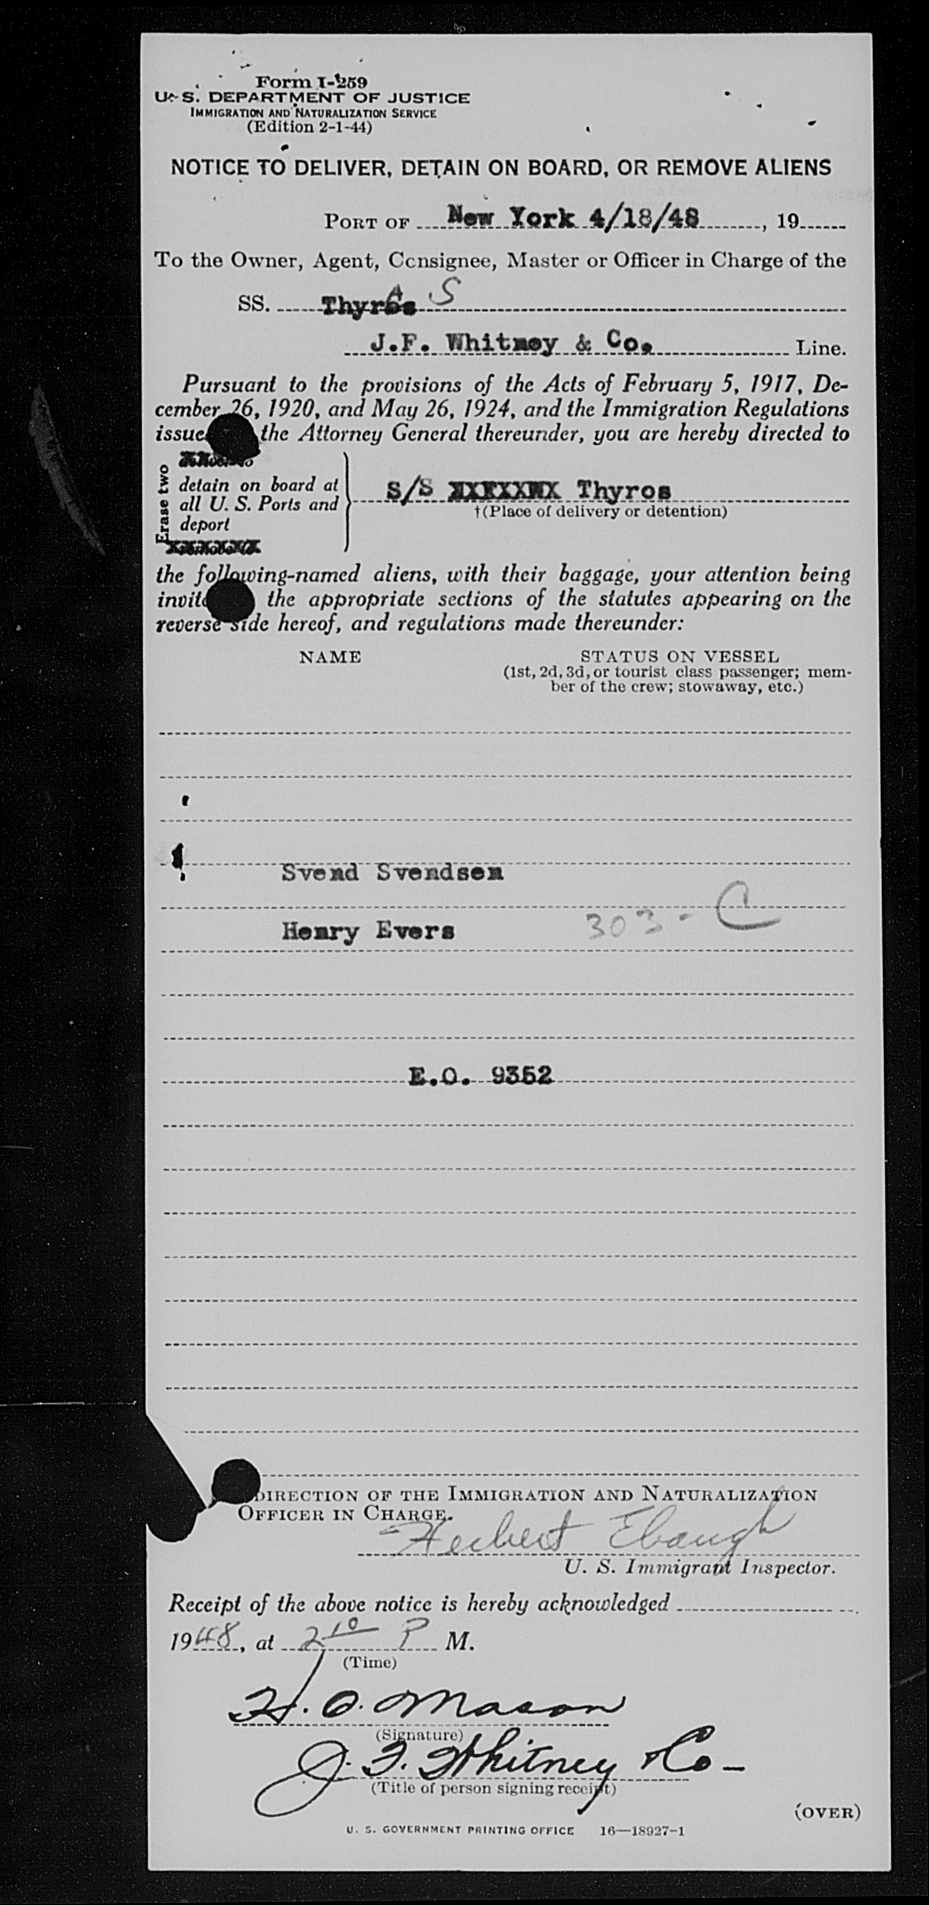 Form I-259
U. S. DEPARTMENT OF JUSTICE
IMMIGRATION AND NATURALIZATION SERVICE
(Edition 2-1-44)
NOTICE TO DELIVER, DETAIN ON BOARD, OR REMOVE ALIENS
PORT OF New York 4/18/48, 19
To the Owner, Agent, Consignee, Master or Officer in Charge of the
A S
SS. Thyros
J.F. Whitney & Co. Line.
Pursuant to the provisions of the Acts of February 5, 1917, De-
cember 26, 1920, and May 26, 1924, and the Immigration Regulations
issue the Attorney General thereunder, you are hereby directed to
Erase two
detain on board at
all U. S. Ports and
deport
S/S XXXXXXX Thyros
†(Place of delivery or detention)
the following-named aliens, with their baggage, your attention being
invite the appropriate sections of the statutes appearing on the
reverse side hereof, and regulations made thereunder:
NAME STATUS ON VESSEL
(1st, 2d, 3d, or tourist class passenger; mem-
ber of the crew; stowaway, etc.)
Svend Svendsen
Henry Evers 303 - C
E.O. 9352
DIRECTION OF THE IMMIGRATION AND NATURALIZATION
OFFICER IN CHARGE.
Herbert Ebaugh
U. S. Immigrant Inspector.
Receipt of the above notice is hereby acknowledged
1948, at 2 10 P M.
(Time)
H. O. Mason
(Signature)
J. F. Whitney & Co -
(Title of person signing receipt)
(OVER)
U. S. GOVERNMENT PRINTING OFFICE 16—18927-1